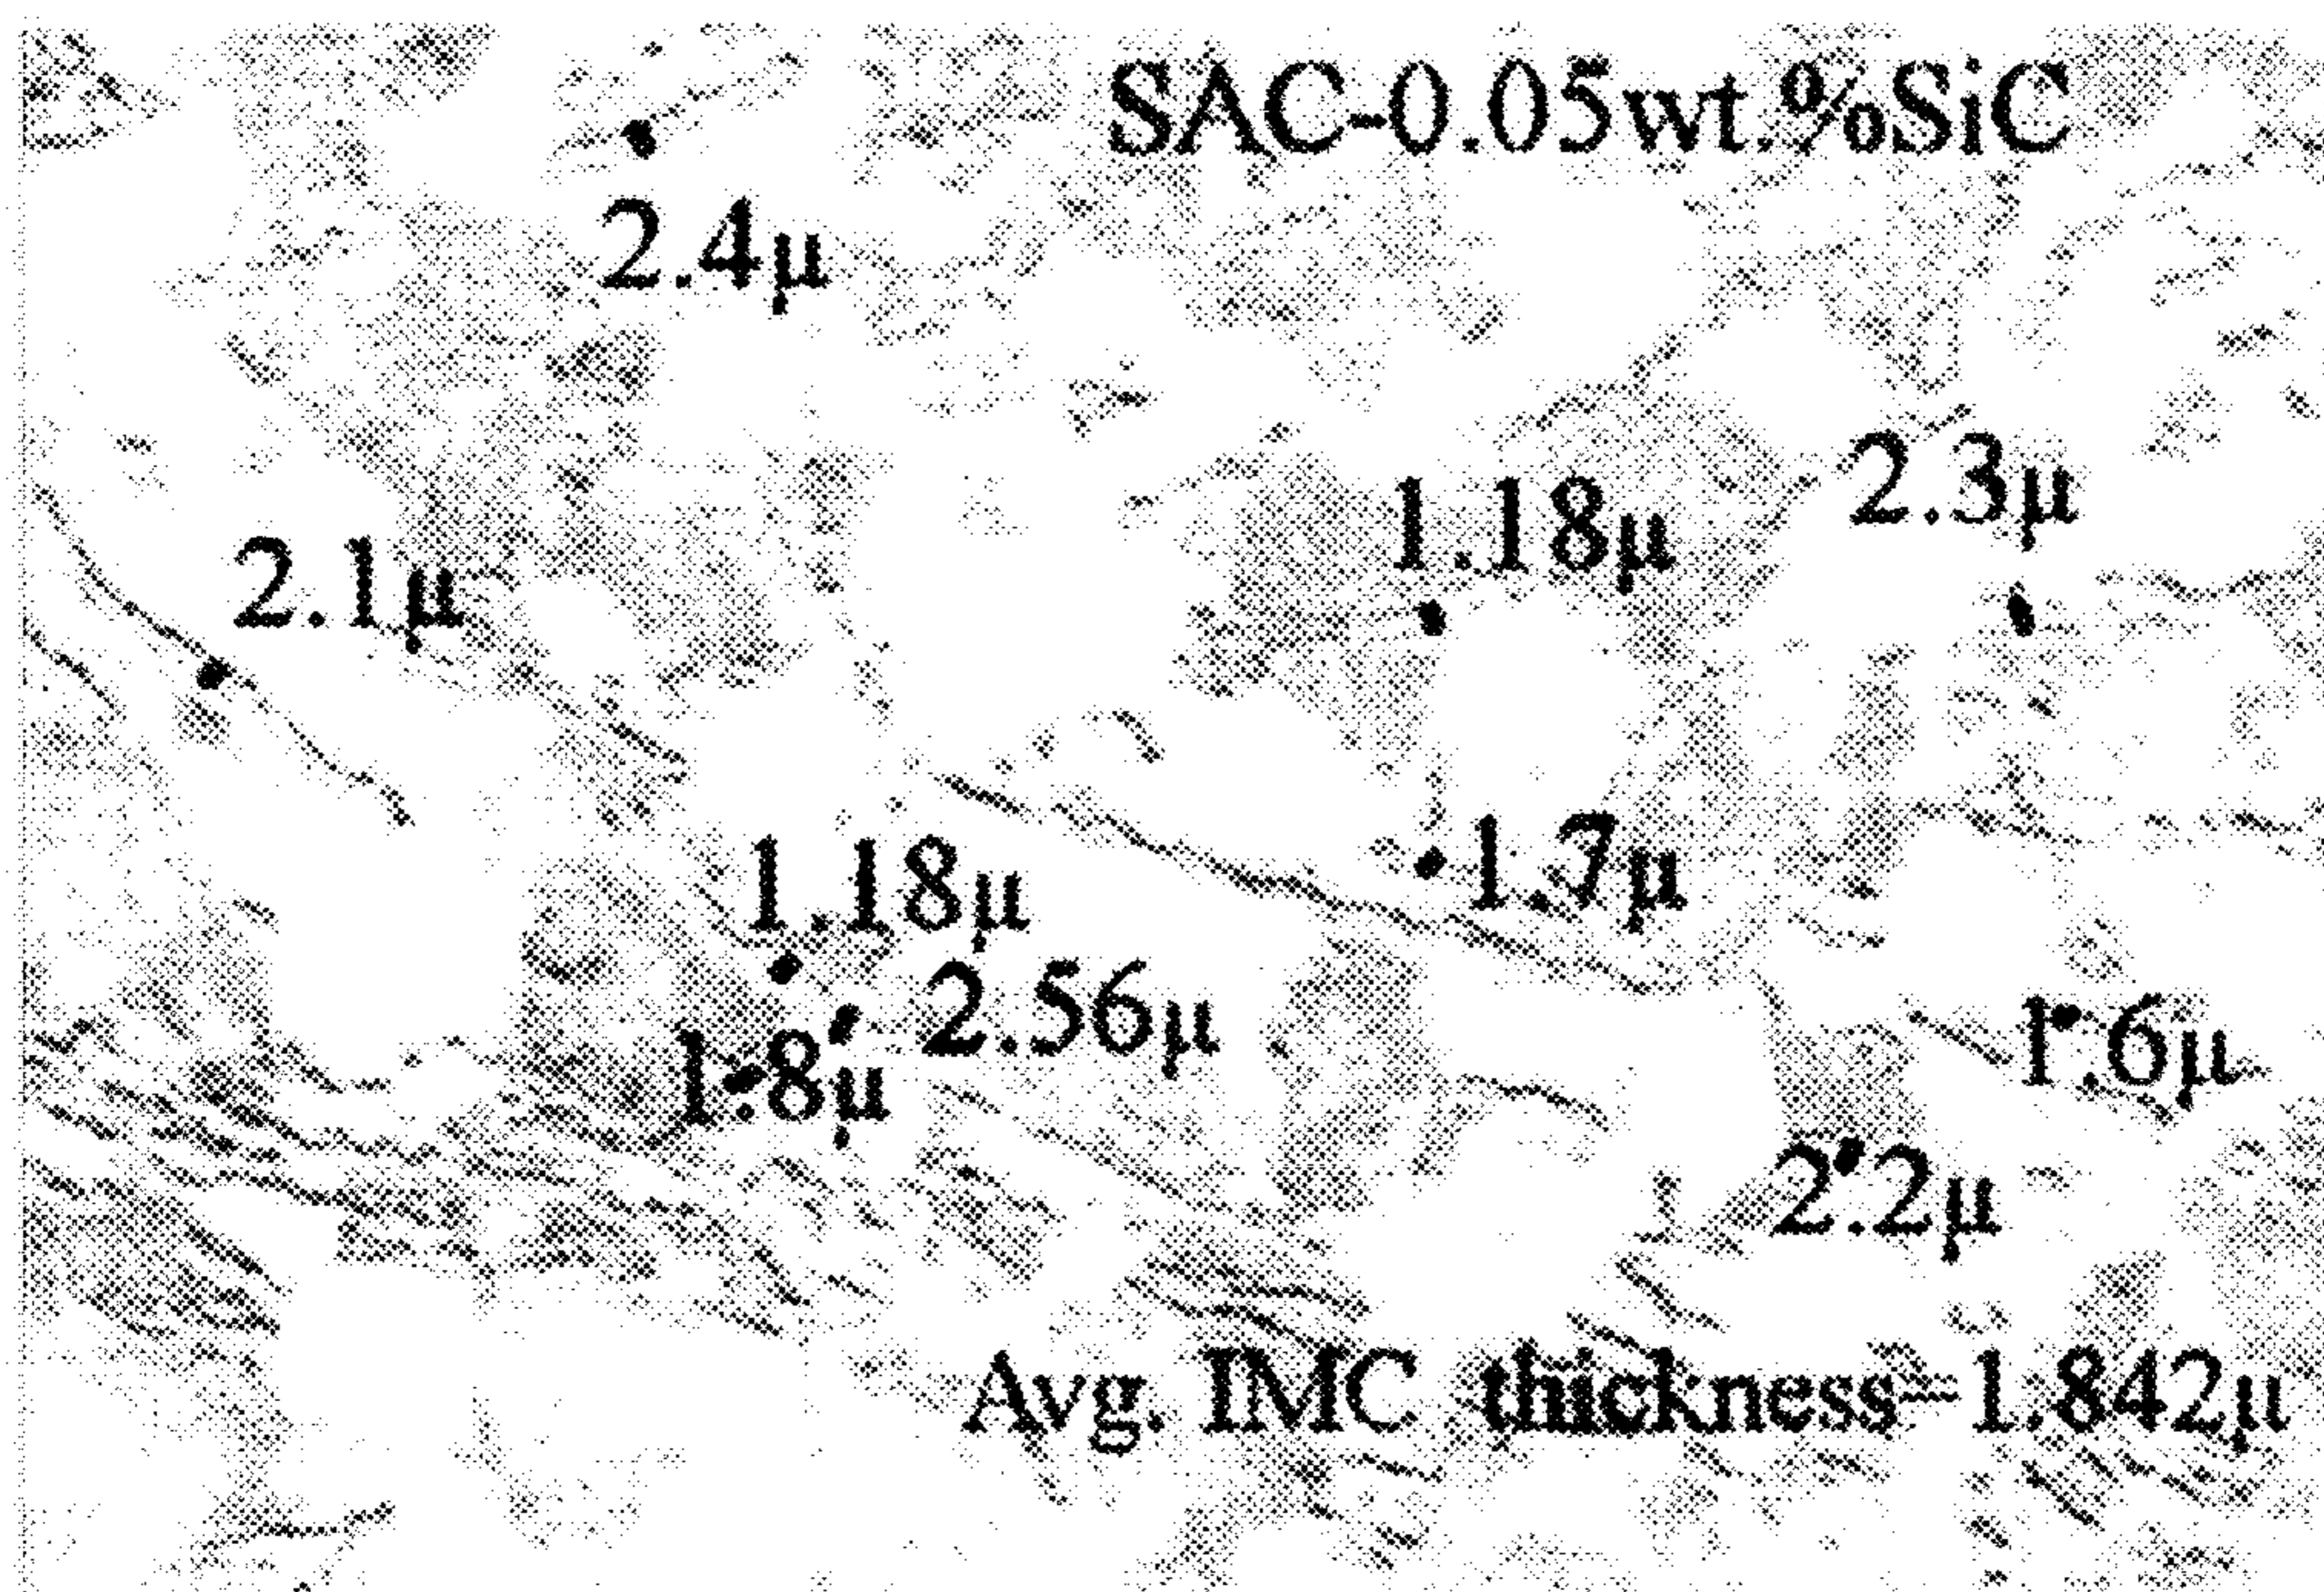 SAC-0.05wt.%SiC
2.4μ
2.3μ
1.18μ
2.1μ
1.7μ
1.18μ
2.56μ
1.8μ
1.6μ
2.2μ
Avg. IMC thickness=1.842μ